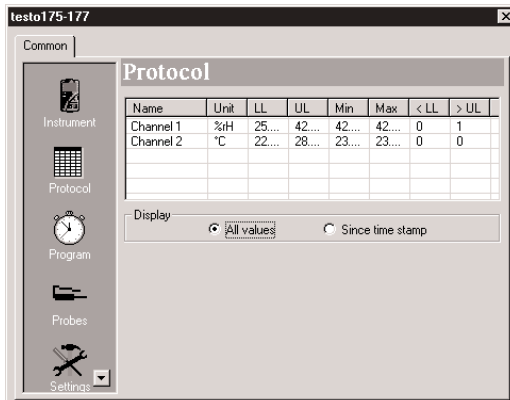 testo175-177
Common
Instrument
Protocol
Program
Probes
Settings
Protocol
Name Unit LL UL Min Max < LL > UL
Channel 1 %rH 25.... 42.... 42.... 42.... 0 1
Channel 2 °C 22.... 28.... 23.... 23.... 0 0
Display
All values Since time stamp